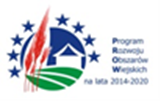 Program
Rozwoju
Obszarów
Wiejskich
na lata 2014-2020